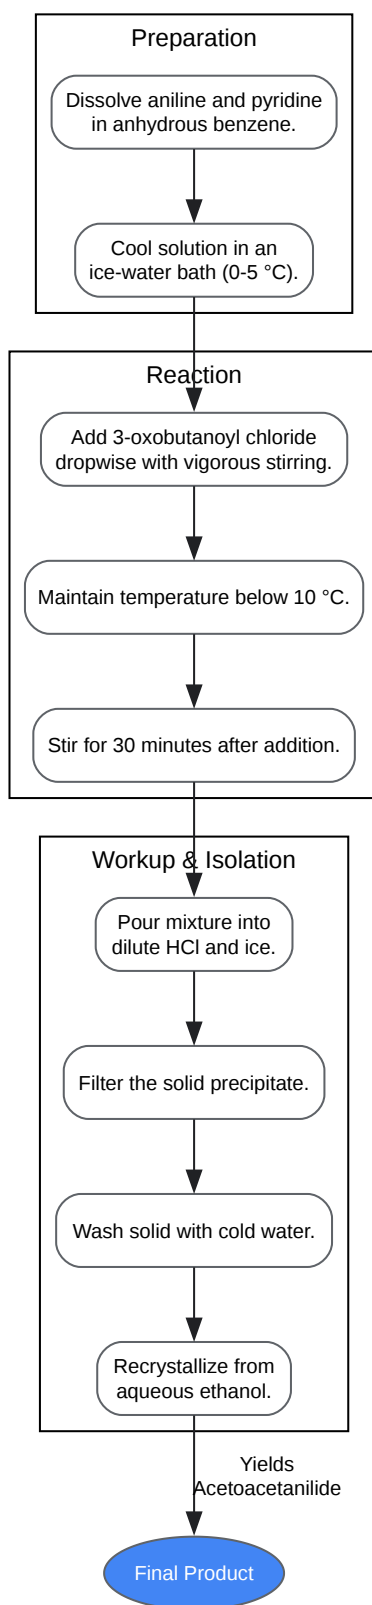 Preparation
Dissolve aniline and pyridine
in anhydrous benzene.
Cool solution in an
ice-water bath (0-5 °C).
Reaction
Add 3-oxobutanoyl chloride
dropwise with vigorous stirring.
Maintain temperature below 10 °C.
Stir for 30 minutes after addition.
Workup & Isolation
Pour mixture into
dilute HCl and ice.
Filter the solid precipitate.
Wash solid with cold water.
Recrystallize from
aqueous ethanol.
Yields
Acetoacetanilide
Final Product